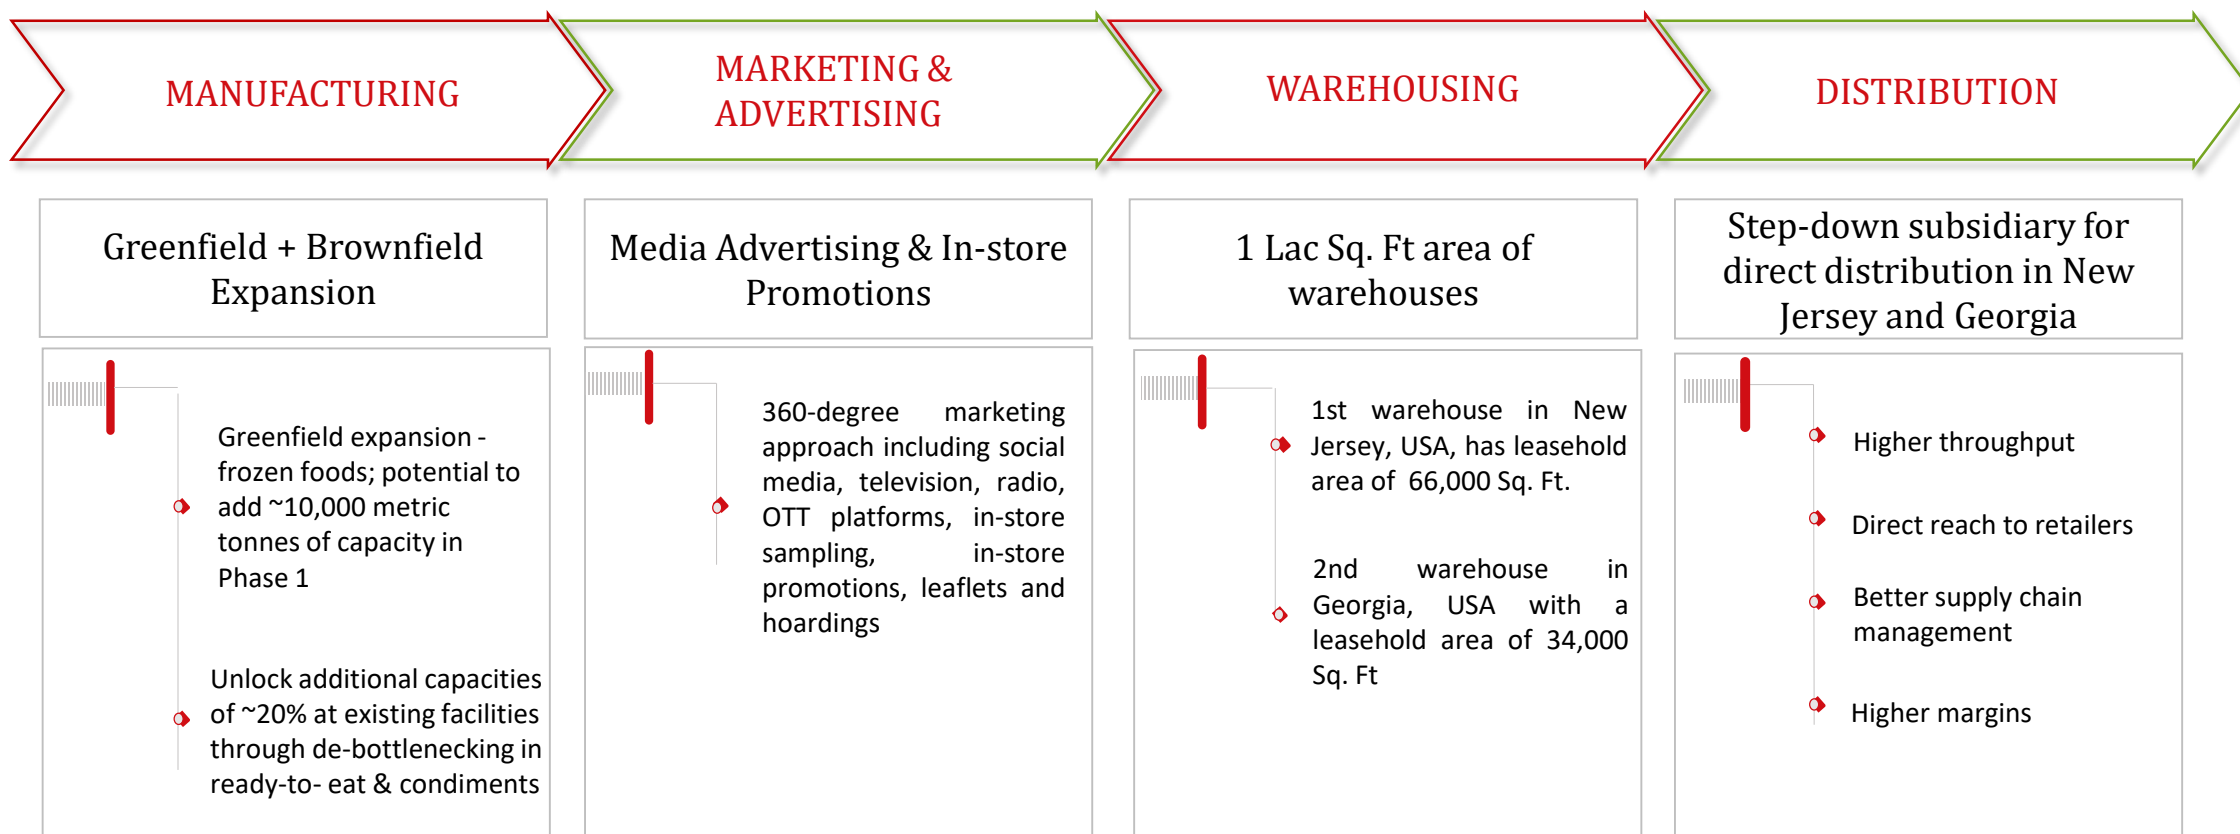 MANUFACTURING
MARKETING &
ADVERTISING
WAREHOUSING
DISTRIBUTION
Greenfield + Brownfield
Expansion
Media Advertising & In-store
Promotions
1 Lac Sq. Ft area of
warehouses
Step-down subsidiary for
direct distribution in New
Jersey and Georgia
Greenfield expansion -
frozen foods; potential to
add ~10,000 metric
tonnes of capacity in
Phase 1
Unlock additional capacities
of ~20% at existing facilities
through de-bottlenecking in
ready-to- eat & condiments
360-degree marketing
approach including social
media, television, radio,
OTT platforms, in-store
sampling, in-store
promotions, leaflets and
hoardings
1st warehouse in New
Jersey, USA, has leasehold
area of 66,000 Sq. Ft.
2nd warehouse in
Georgia, USA with a
leasehold area of 34,000
Sq. Ft
Higher throughput
Direct reach to retailers
Better supply chain
management
Higher margins